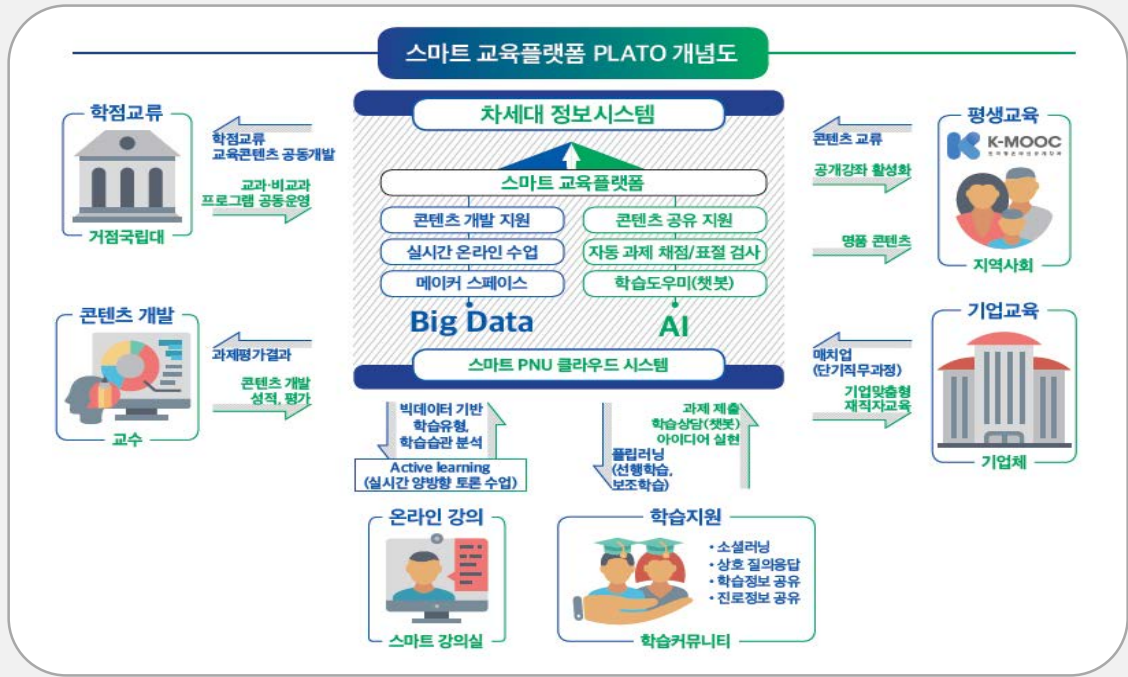 스마트 교육플랫폼 PLATO 개념도
차세대 정보시스템
스마트 교육플랫폼
콘텐츠 개발 지원
실시간 온라인 수업
메이커 스페이스
Big Data
콘텐츠 공유 지원
자동 과제 채점/표절 검사
학습도우미(챗봇)
AI
스마트 PNU 클라우드 시스템
학점교류
거점국립대
학점교류
교육콘텐츠 공동개발
교과·비교과
프로그램 공동운영
콘텐츠 개발
교수
과제평가결과
콘텐츠 개발
성적, 평가
평생교육
K-MOOC
지역사회
콘텐츠 교류
공개강좌 활성화
명품 콘텐츠
기업교육
기업체
매치업
(단기직무과정)
기업맞춤형
재직자교육
빅데이터 기반
학습유형,
학습습관 분석
Active learning
(실시간 양방향 토론 수업)
과제 제출
학습상담(챗봇)
아이디어 실현
플립러닝
(선행학습,
보조학습)
온라인 강의
스마트 강의실
학습지원
• 소셜러닝
• 상호 질의응답
• 학습정보 공유
• 진로정보 공유
학습커뮤니티